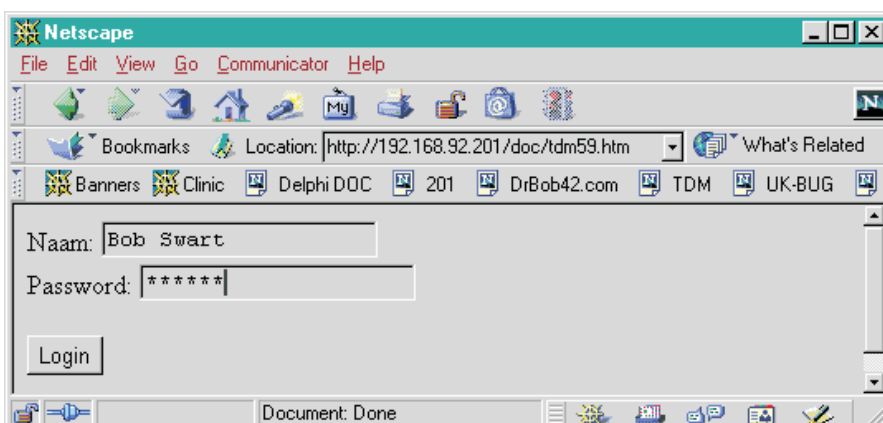 Netscape
File Edit View Go Communicator Help
My N
Bookmarks Location: http://192.168.92.201/doc/tdm59.htm What's Related
Banners Clinic Delphi DOC 201 DrBob42.com TDM UK-BUG
Naam: Bob Swart
Password: ******
Login
Document: Done